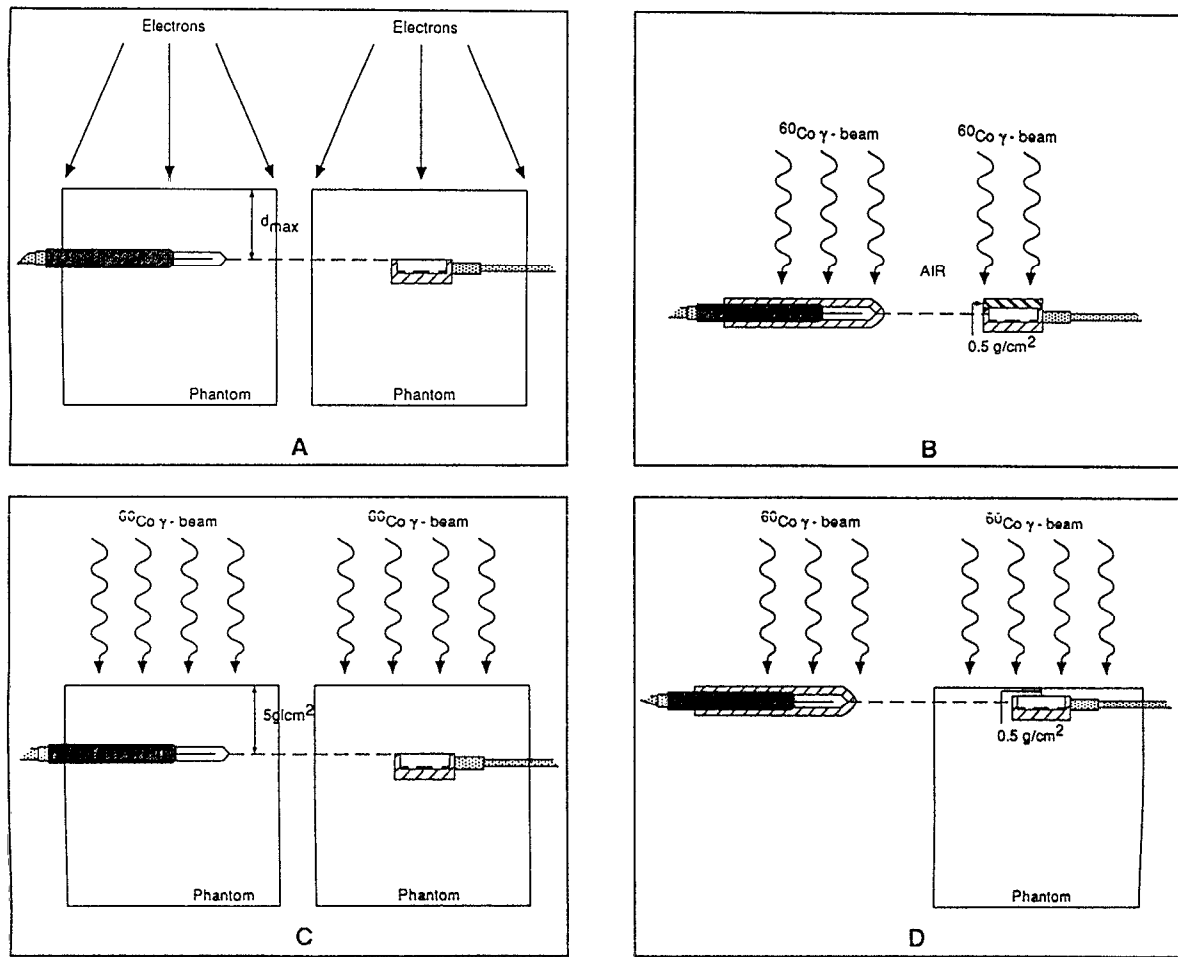 Electrons Electrons
d max
Phantom Phantom
A
60Co γ - beam 60Co γ - beam
AIR
0.5 g/cm2
B
60Co γ - beam 60Co γ - beam
5g/cm2
Phantom Phantom
C
60Co γ - beam 60Co γ - beam
0.5 g/cm2
Phantom
D